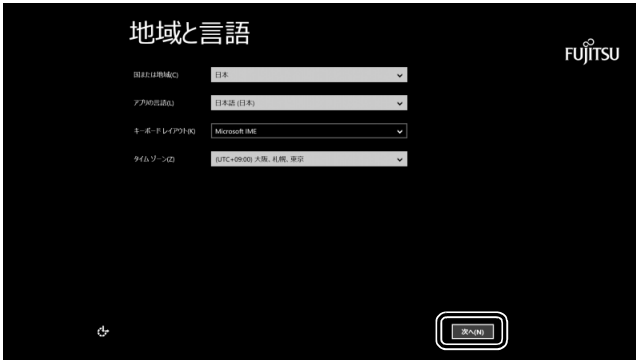 地域と言語
FUJITSU
国または地域(C)
日本
アプリの言語(L)
日本語 (日本)
キーボード レイアウト(K)
Microsoft IME
タイム ゾーン(Z)
(UTC+09:00) 大阪、札幌、東京
次へ(N)